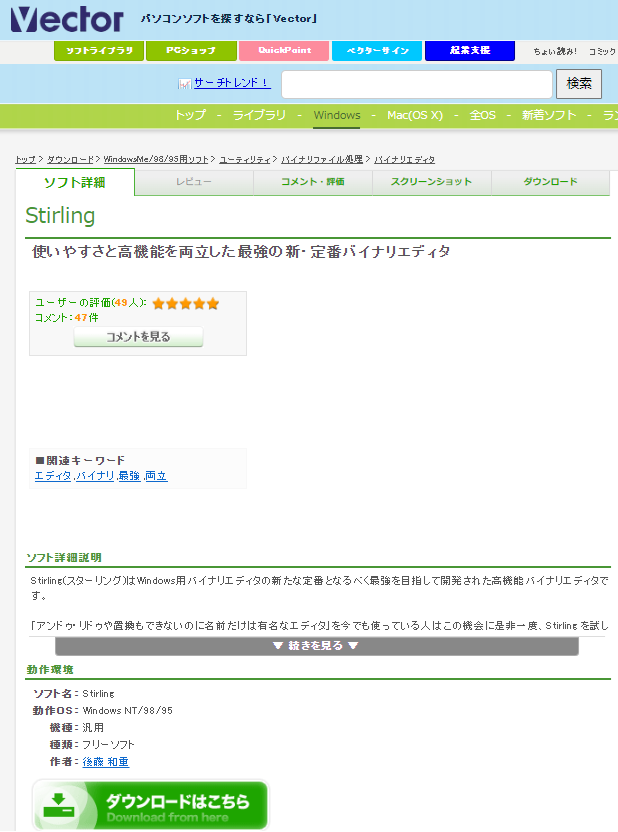 Vector パソコンソフトを探すなら「Vector」
ソフトライブラリ PCショップ QuickPoint ベクターサイン 起業支援 ちょい読み! コミック
サーチトレンド! 検索
トップ - ライブラリ - Windows - Mac(OS X) - 全OS - 新着ソフト - ラン
トップ > ダウンロード > WindowsMe/98/95用ソフト > ユーティリティ > バイナリファイル処理 > バイナリエディタ
ソフト詳細 レビュー コメント・評価 スクリーンショット ダウンロード
Stirling
使いやすさと高機能を両立した最強の新・定番バイナリエディタ
ユーザーの評価(49人):
コメント:47件
コメントを見る
■関連キーワード
エディタ,バイナリ,最強,両立
ソフト詳細説明
Stirling(スターリング)はWindows用バイナリエディタの新たな定番となるべく最強を目指して開発された高機能バイナリエディタで
す。
「アンドゥ・リドゥや置換もできないのに名前だけは有名なエディタ」を今でも使っている人はこの機会に是非一度、Stirling を試し
▼ 続きを見る ▼
動作環境
ソフト名: Stirling
動作OS: Windows NT/98/95
機種: 汎用
種類: フリーソフト
作者: 後藤 和重
ダウンロードはこちら
Download from here